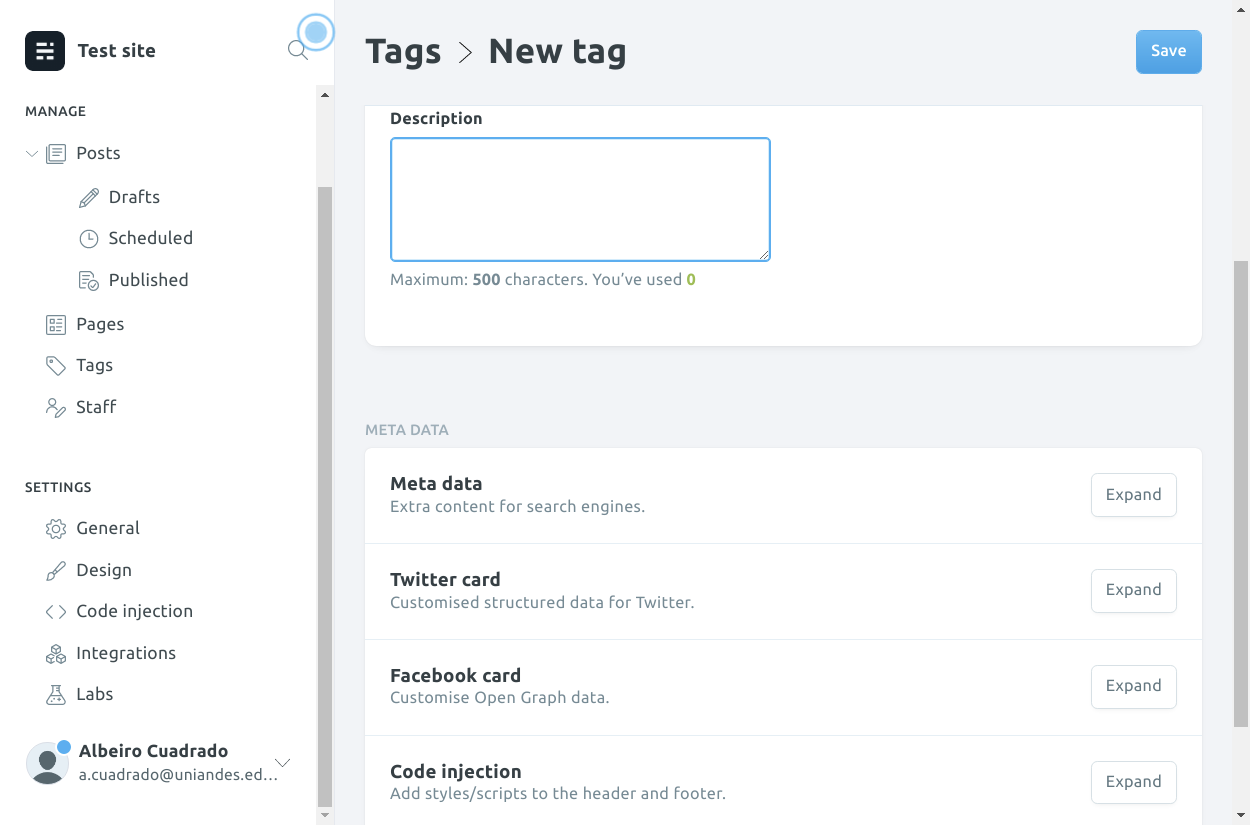 Test site
MANAGE
Posts
Drafts
Scheduled
Published
Pages
Tags
Staff
SETTINGS
General
Design
Code injection
Integrations
Labs
Albeiro Cuadrado
a.cuadrado@uniandes.ed...
Tags > New tag
Save
Description
Maximum: 500 characters. You’ve used 0
META DATA
Meta data
Extra content for search engines.
Expand
Twitter card
Customised structured data for Twitter.
Expand
Facebook card
Customise Open Graph data.
Expand
Code injection
Add styles/scripts to the header and footer.
Expand